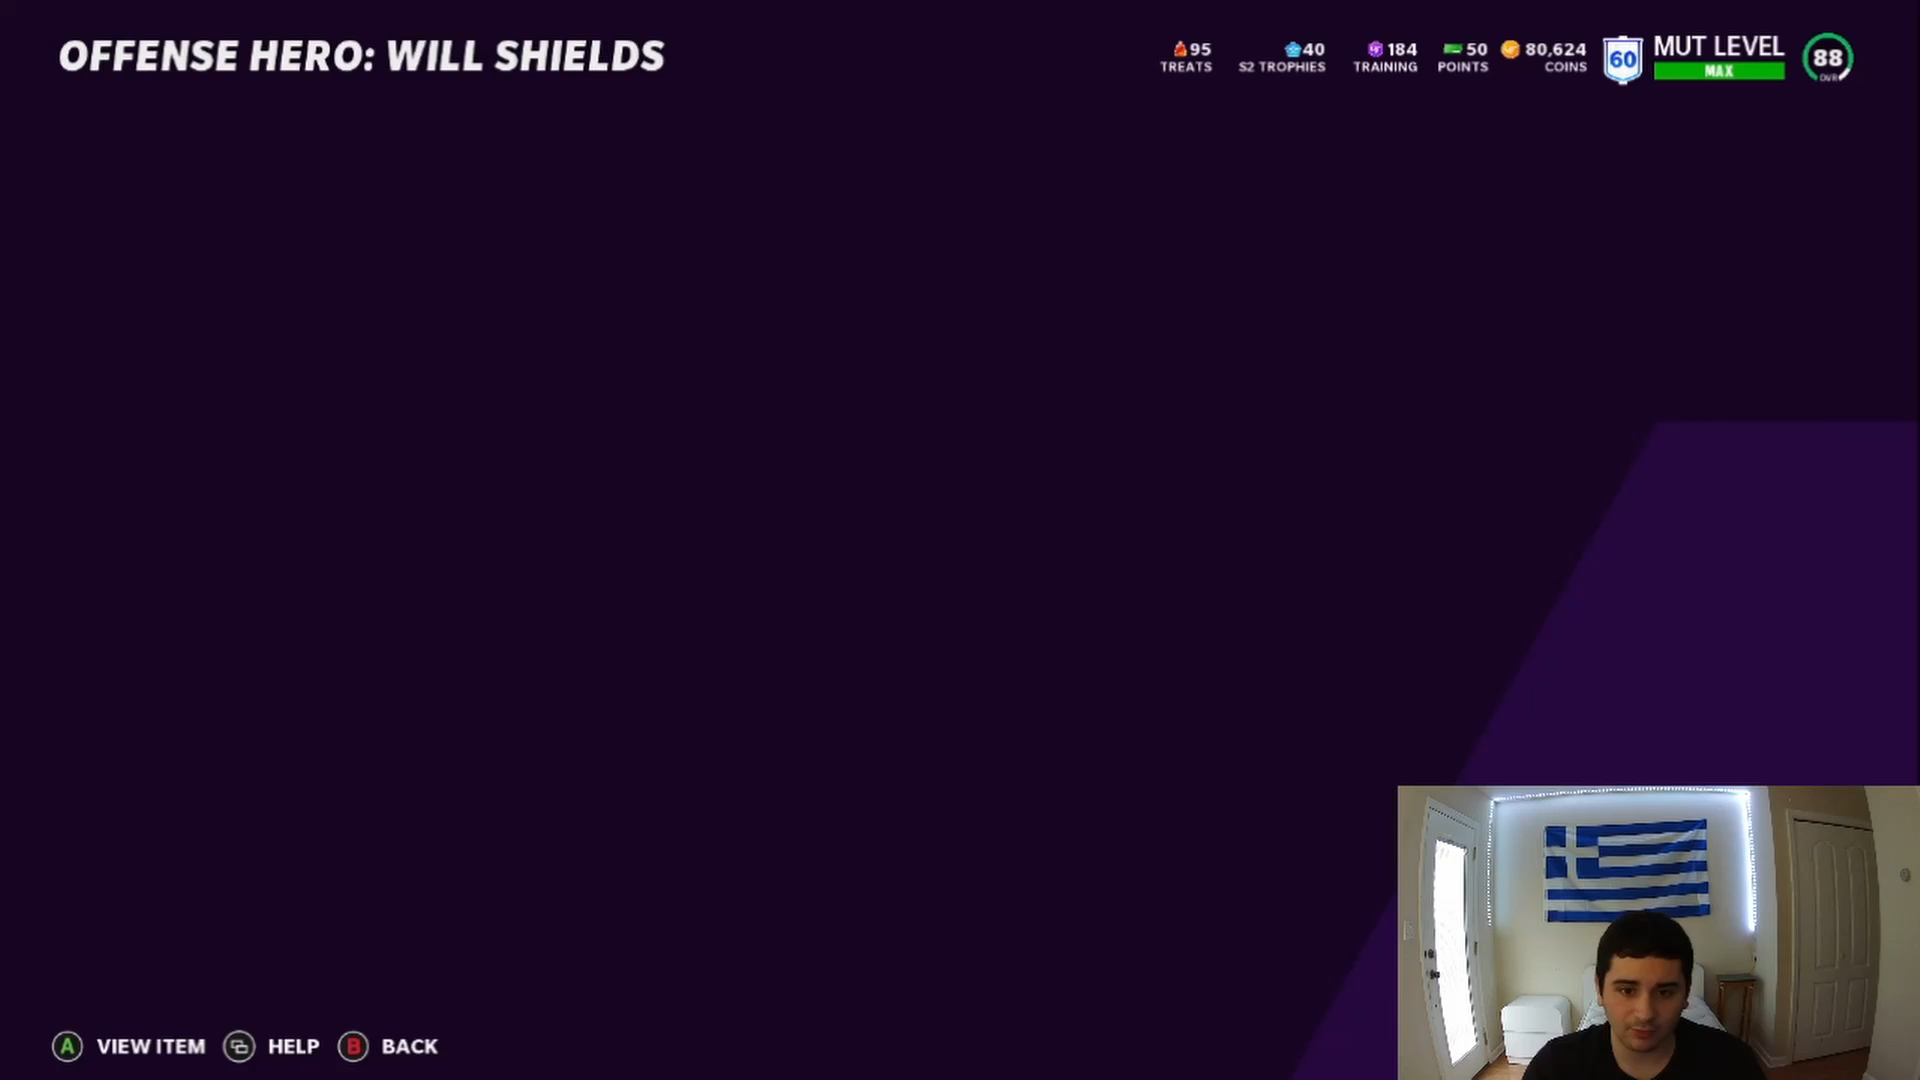 OFFENSE HERO: WILL SHIELDS
95 TREATS
40 S2 TROPHIES
184 TRAINING
50 POINTS
80,624 COINS
60
MUT LEVEL
MAX
88 OVR
A VIEW ITEM HELP B BACK